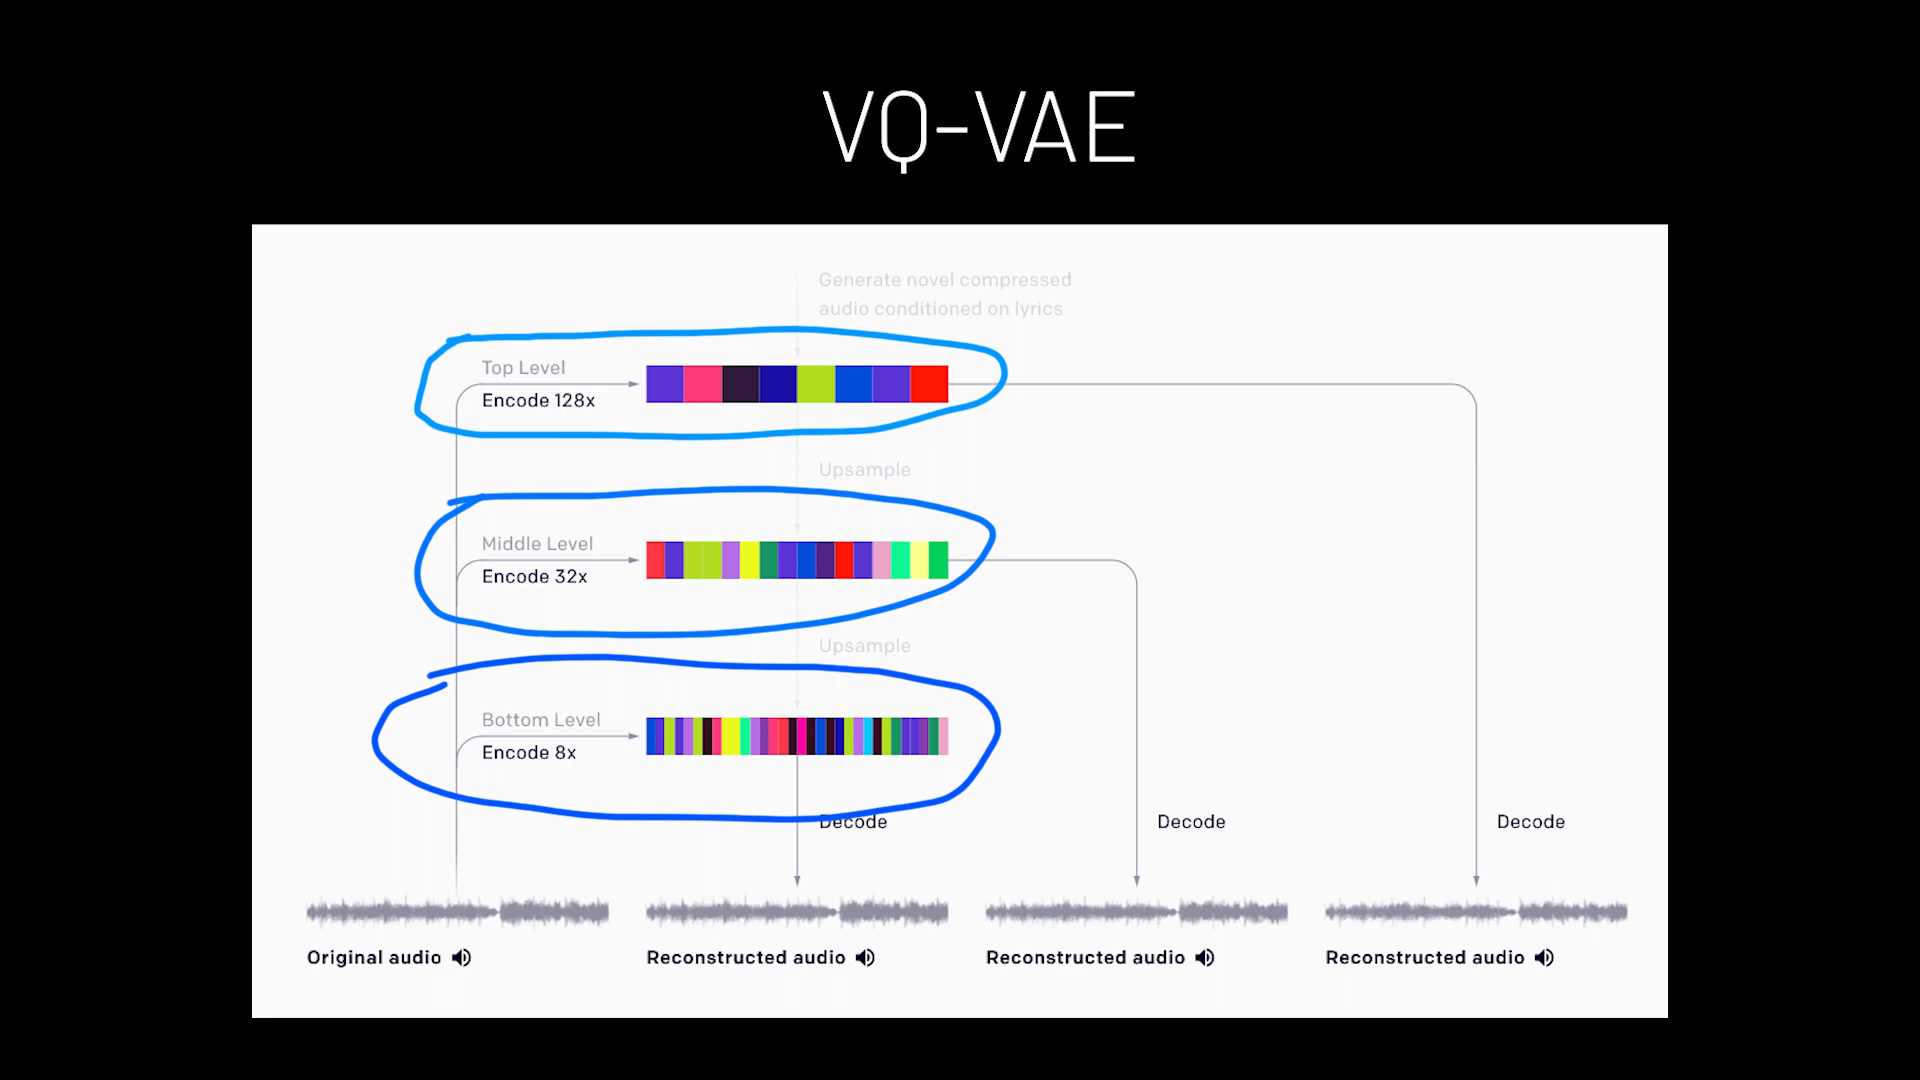 VQ-VAE
Generate novel compressed
audio conditioned on lyrics
Top Level
Encode 128x
Upsample
Middle Level
Encode 32x
Upsample
Bottom Level
Encode 8x
Decode
Decode
Decode
Original audio
Reconstructed audio
Reconstructed audio
Reconstructed audio